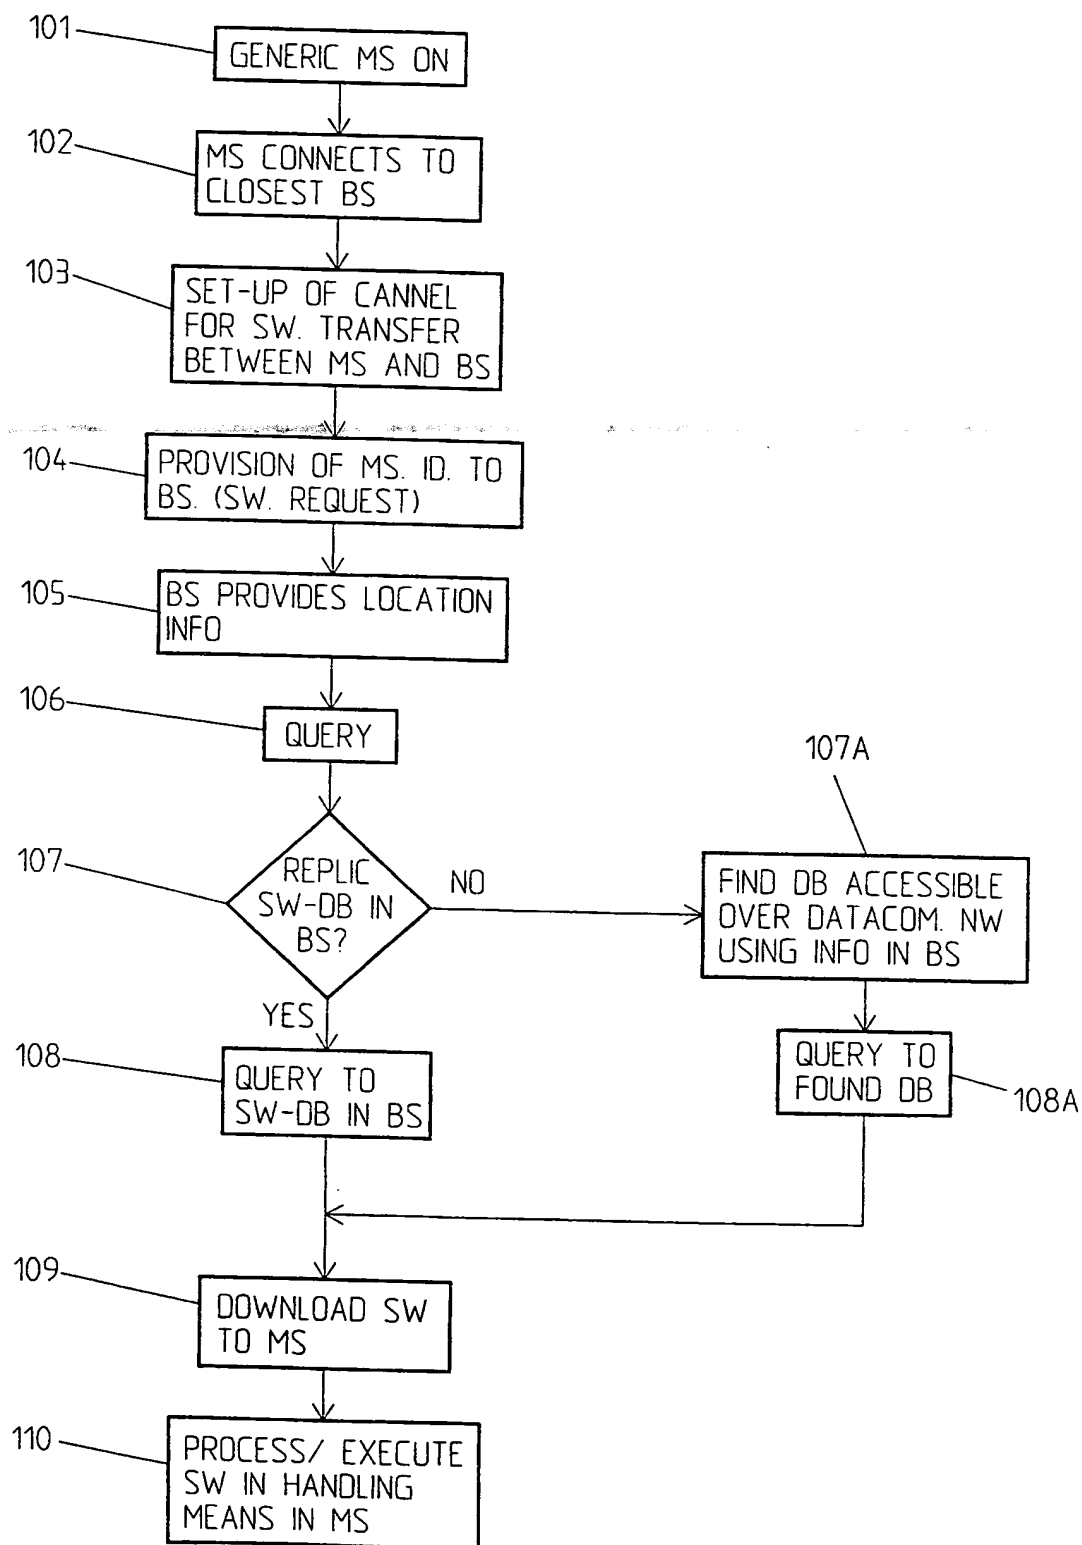 101
GENERIC MS ON
102
MS CONNECTS TO
CLOSEST BS
103
SET-UP OF CANNEL
FOR SW. TRANSFER
BETWEEN MS AND BS
104
PROVISION OF MS. ID. TO
BS. (SW. REQUEST)
105
BS PROVIDES LOCATION
INFO
106
QUERY
107
REPLIC
SW-DB IN
BS?
NO
YES
107A
FIND DB ACCESSIBLE
OVER DATACOM. NW
USING INFO IN BS
108
QUERY TO
SW-DB IN BS
QUERY TO
FOUND DB
108A
109
DOWNLOAD SW
TO MS
110
PROCESS/ EXECUTE
SW IN HANDLING
MEANS IN MS